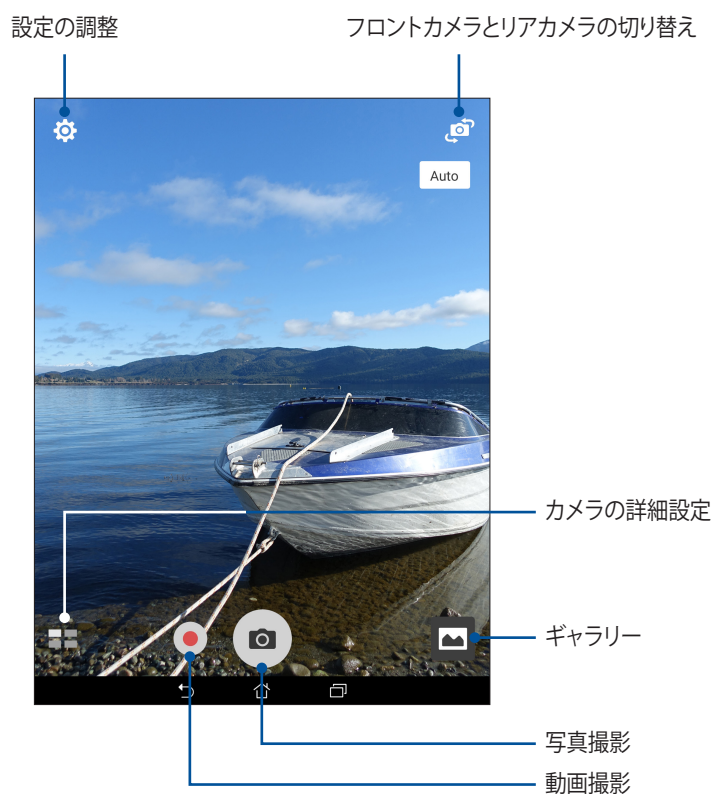 設定の調整
フロントカメラとリアカメラの切り替え
Auto
カメラの詳細設定
ギャラリー
写真撮影
動画撮影